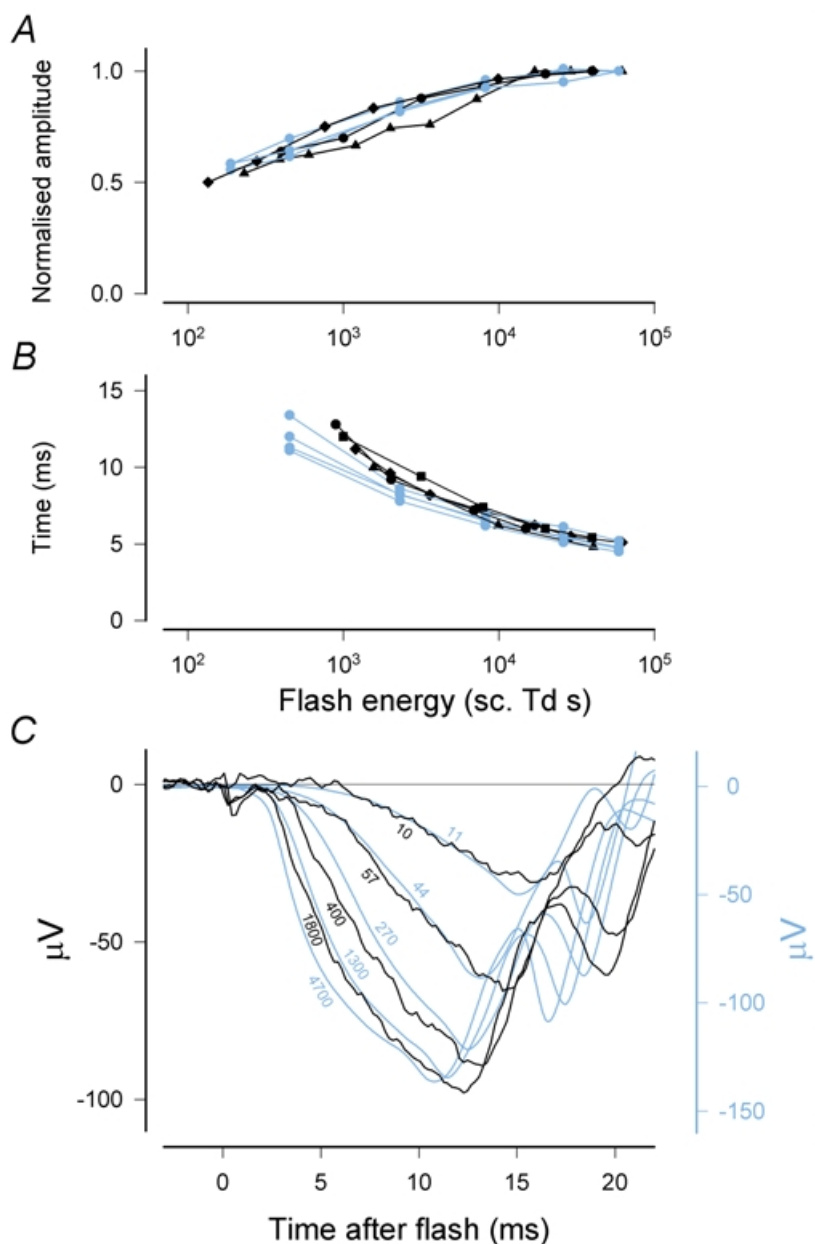 A
Normalised amplitude
1.0
0.5
0.0
10² 10³ 10⁴ 10⁵
B
Time (ms)
15
10
5
0
10² 10³ 10⁴ 10⁵
Flash energy (sc. Td s)
C
μV
0
-50
-100
10 11
57 44
400 270
1800 1300
4700
0
-50
-100
-150
μV
0 5 10 15 20
Time after flash (ms)